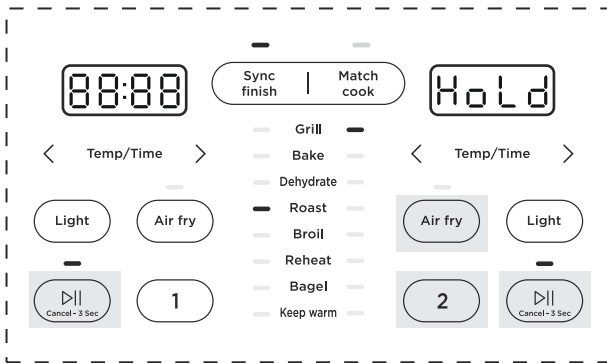 88:88
Sync finish
Match cook
HoLd
Temp/Time
Temp/Time
Grill
Bake
Dehydrate
Roast
Broil
Reheat
Bagel
Keep warm
Light
Air fry
Air fry
Light
Cancel - 3 Sec
1
2
Cancel - 3 Sec